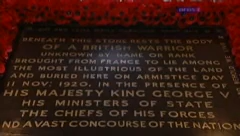 BENEATH THIS STONE RESTS THE BODY
OF A BRITISH WARRIOR
UNKNOWN BY NAME OR RANK
BROUGHT FROM FRANCE TO LIE AMONG
THE MOST ILLUSTRIOUS OF THE LAND
AND BURIED HERE ON ARMISTICE DAY
11 NOV: 1920, IN THE PRESENCE OF
HIS MAJESTY KING GEORGE V
HIS MINISTERS OF STATE
THE CHIEFS OF HIS FORCES
AND A VAST CONCOURSE OF THE NATION